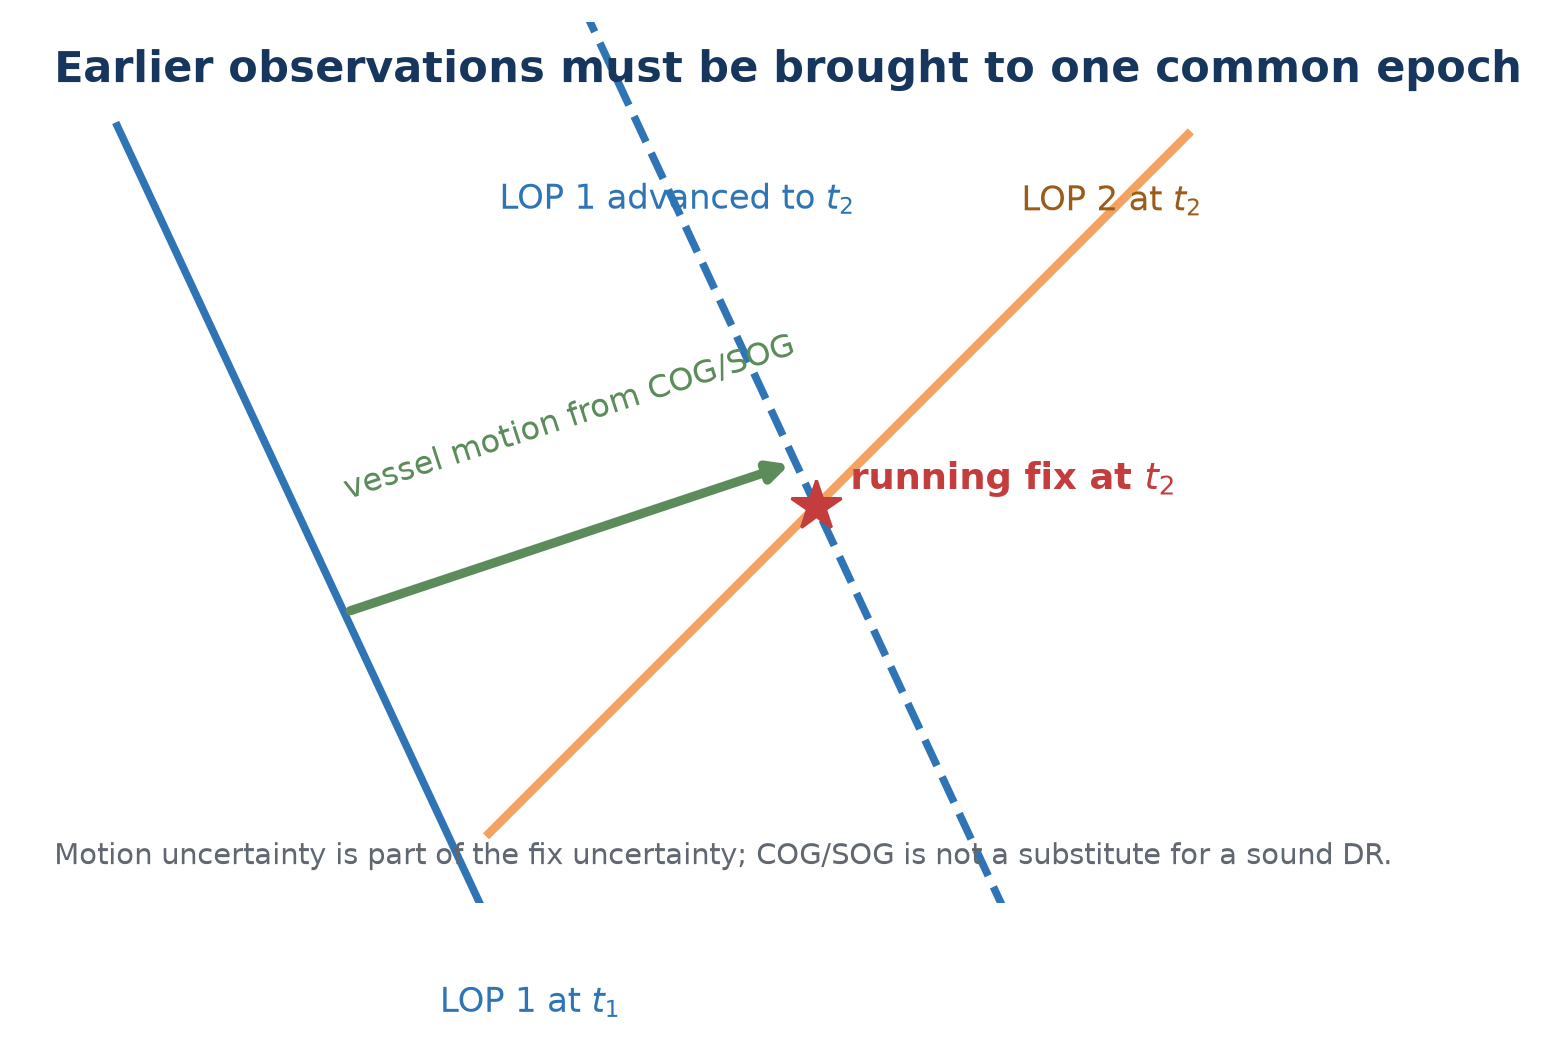 Earlier observations must be brought to one common epoch
LOP 1 advanced to t₂
LOP 2 at t₂
vessel motion from COG/SOG
running fix at t₂
Motion uncertainty is part of the fix uncertainty; COG/SOG is not a substitute for a sound DR.
LOP 1 at t₁